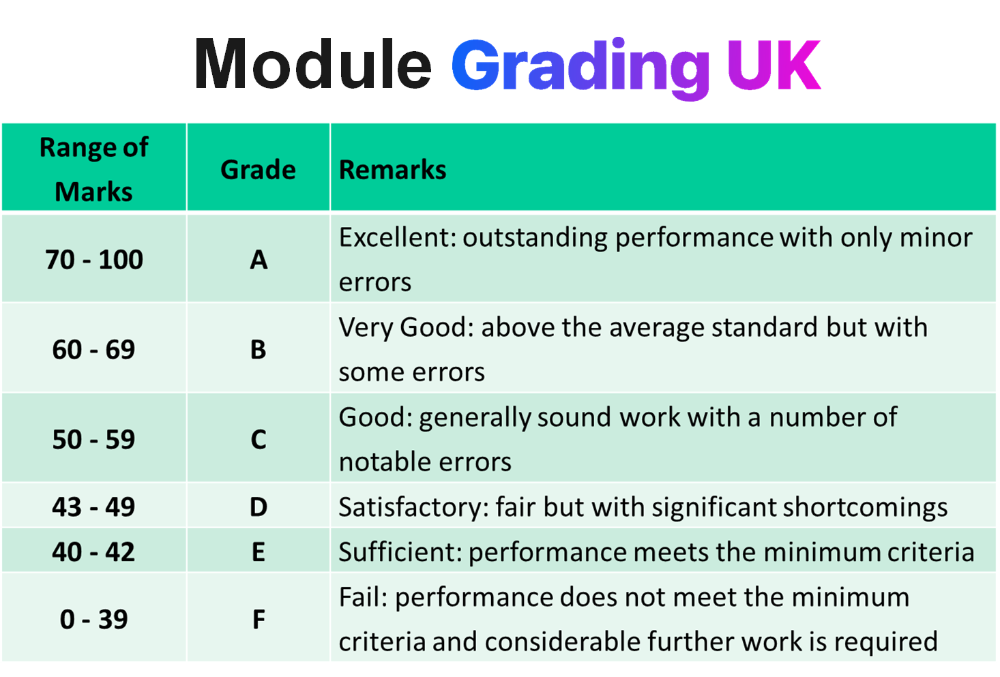 Module Grading UK
Range of
Marks
Grade
Remarks
70 - 100
A
Excellent: outstanding performance with only minor
errors
60 - 69
B
Very Good: above the average standard but with
some errors
50 - 59
C
Good: generally sound work with a number of
notable errors
43 - 49
D
Satisfactory: fair but with significant shortcomings
40 - 42
E
Sufficient: performance meets the minimum criteria
0 - 39
F
Fail: performance does not meet the minimum
criteria and considerable further work is required